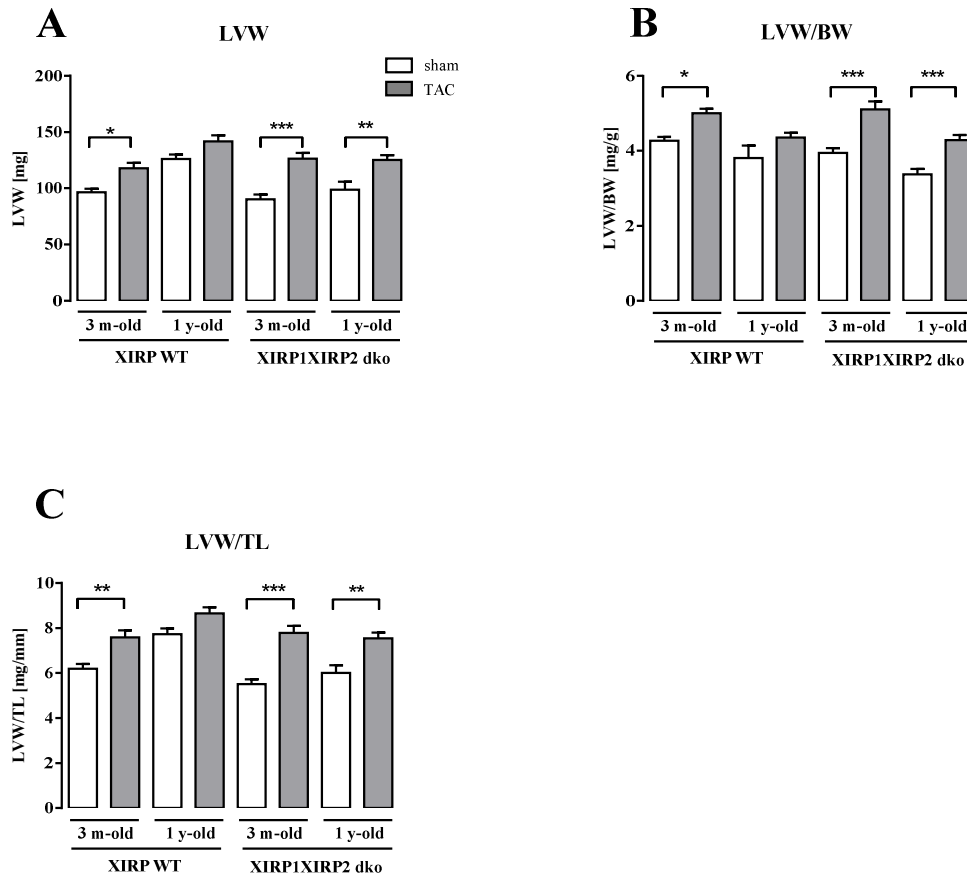 A
LVW
sham
TAC
200
150
100
50
0
LVW [mg]
*
***
**
3 m-old
1 y-old
3 m-old
1 y-old
XIRP WT
XIRP1XIRP2 dko
B
LVW/BW
6
4
2
0
LVW/BW [mg/g]
*
***
***
3 m-old
1 y-old
3 m-old
1 y-old
XIRP WT
XIRP1XIRP2 dko
C
LVW/TL
10
8
6
4
2
0
LVW/TL [mg/mm]
**
***
**
3 m-old
1 y-old
3 m-old
1 y-old
XIRP WT
XIRP1XIRP2 dko